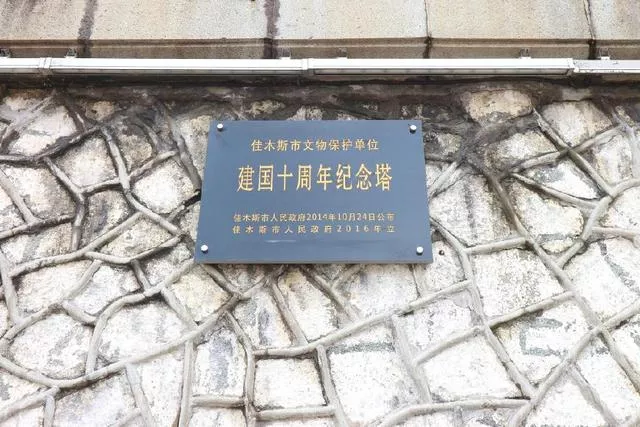 佳木斯市文物保护单位
建国十周年纪念塔
佳木斯市人民政府2014年10月24日公布
佳木斯市人民政府2016年立